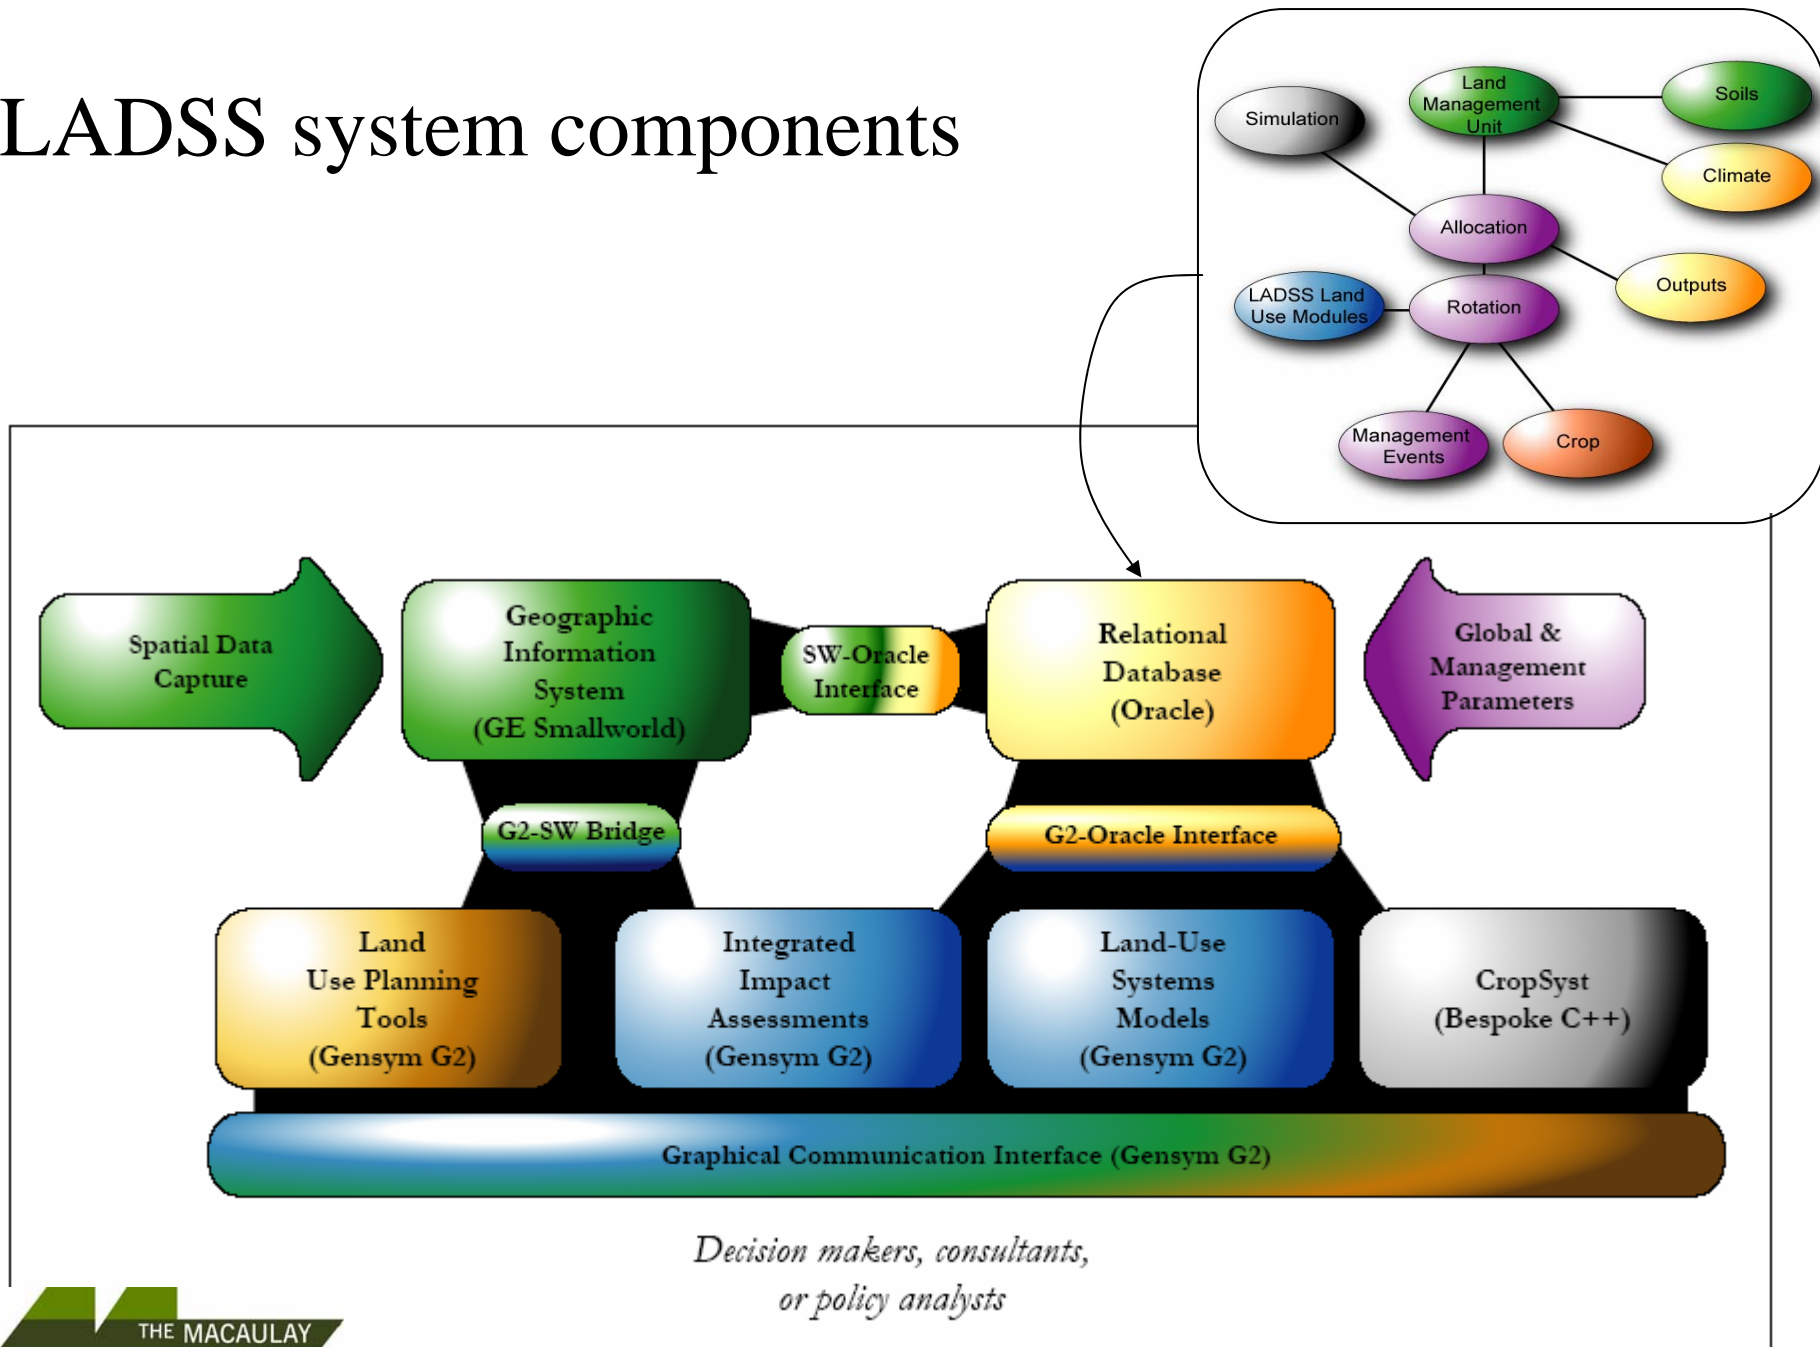 LADSS system components
Simulation
Land
Management
Unit
Soils
Climate
Allocation
Outputs
LADSS Land
Use Modules
Rotation
Management
Events
Crop
Spatial Data
Capture
Geographic
Information
System
(GE Smallworld)
SW-Oracle
Interface
Relational
Database
(Oracle)
Global &
Management
Parameters
G2-SW Bridge
G2-Oracle Interface
Land
Use Planning
Tools
(Gensym G2)
Integrated
Impact
Assessments
(Gensym G2)
Land-Use
Systems
Models
(Gensym G2)
CropSyst
(Bespoke C++)
Graphical Communication Interface (Gensym G2)
Decision makers, consultants,
or policy analysts
THE MACAULAY